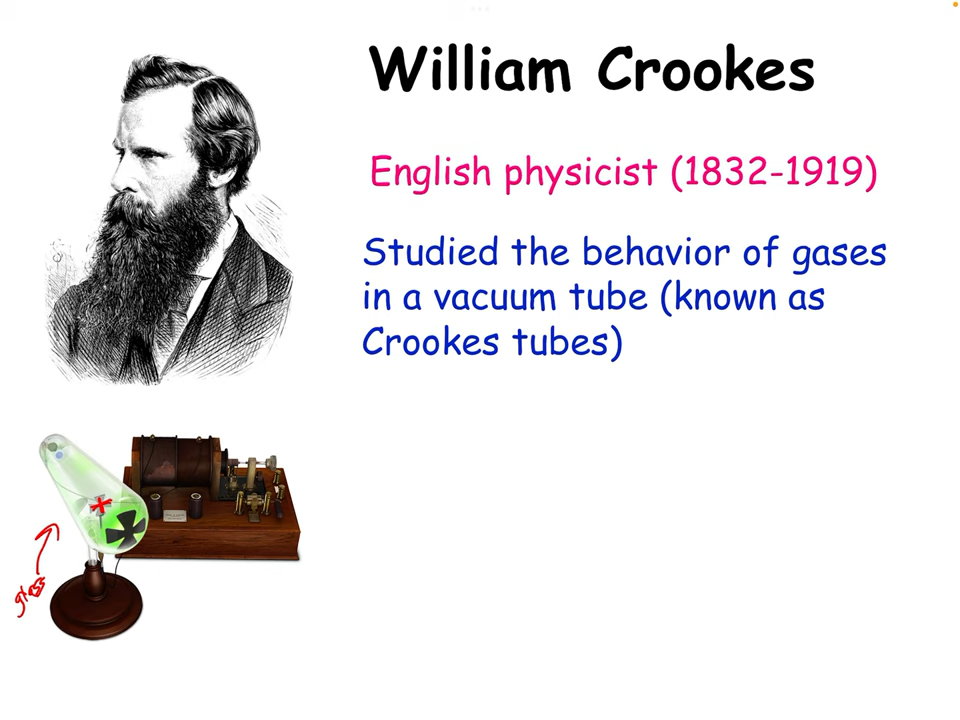 William Crookes
English physicist (1832-1919)
Studied the behavior of gases
in a vacuum tube (known as
Crookes tubes)
glass